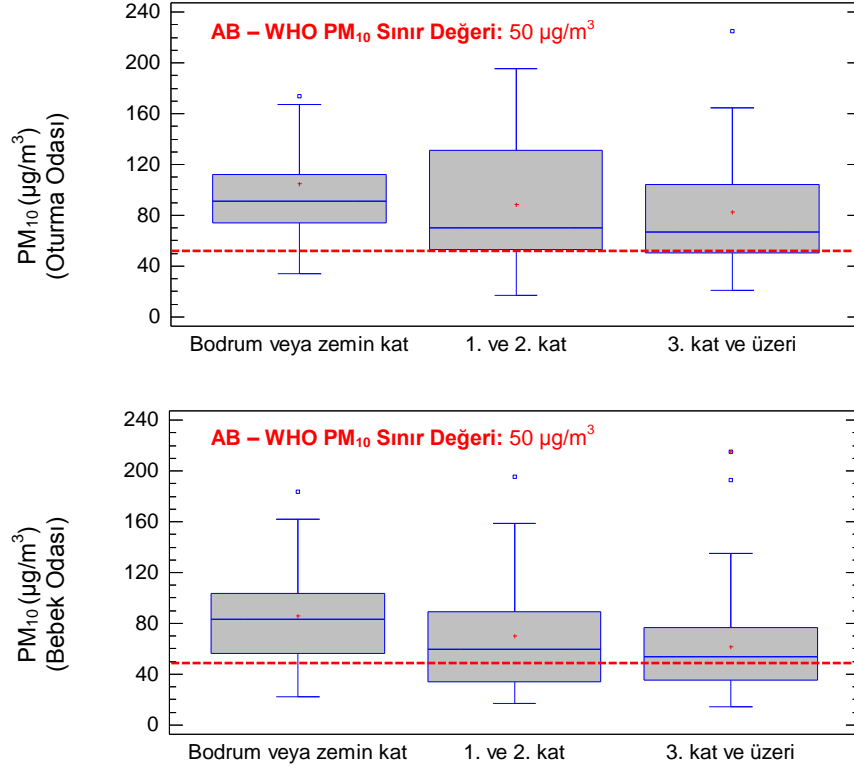 AB – WHO PM₁₀ Sınır Değeri: 50 µg/m³
PM₁₀ (µg/m³)
(Oturma Odası)
240
200
160
120
80
40
0
Bodrum veya zemin kat 1. ve 2. kat 3. kat ve üzeri
AB – WHO PM₁₀ Sınır Değeri: 50 µg/m³
PM₁₀ (µg/m³)
(Bebek Odası)
240
200
160
120
80
40
0
Bodrum veya zemin kat 1. ve 2. kat 3. kat ve üzeri